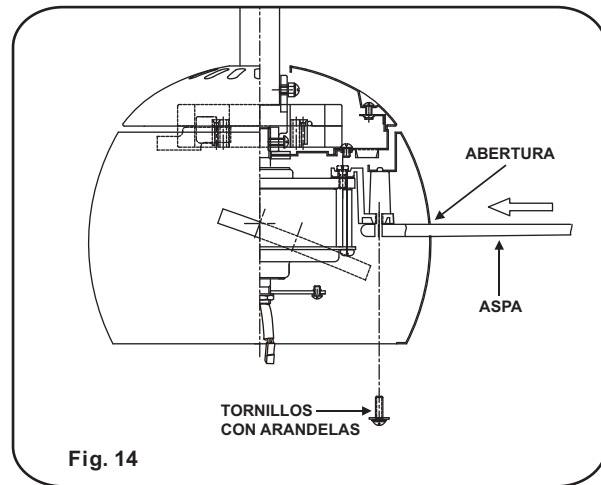 ABERTURA
ASPA
TORNILLOS
CON ARANDELAS
Fig. 14